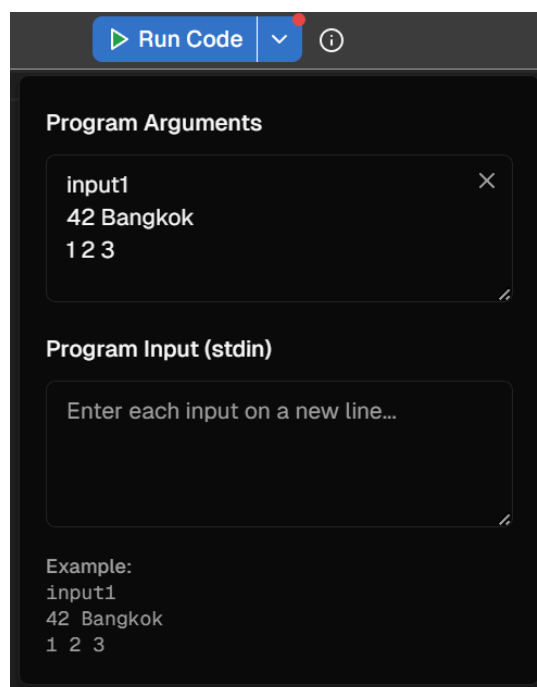 Run Code
Program Arguments
input1
42 Bangkok
1 2 3
Program Input (stdin)
Enter each input on a new line...
Example:
input1
42 Bangkok
1 2 3